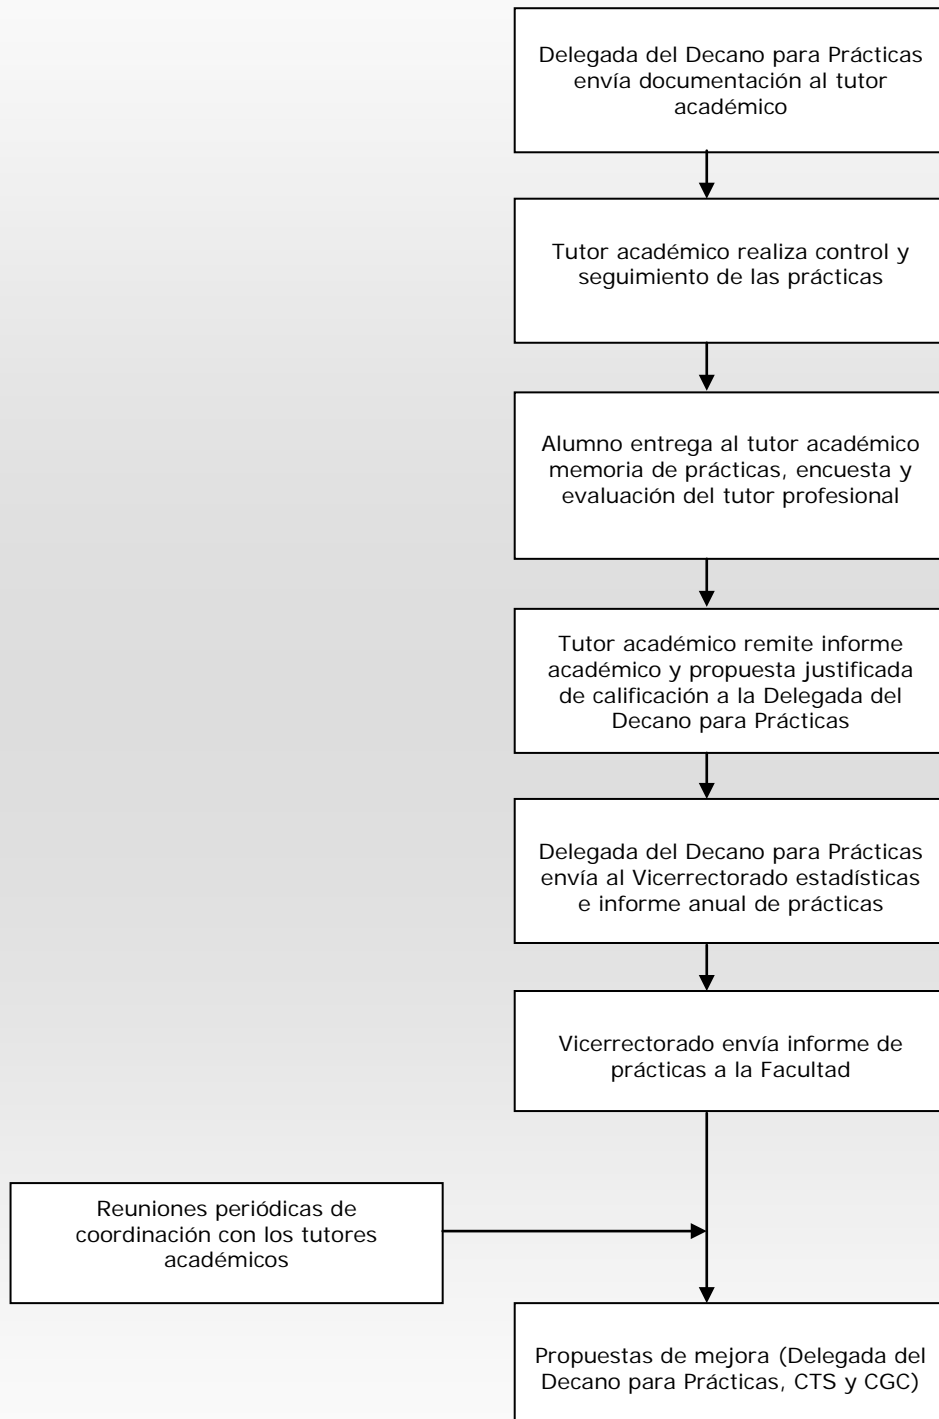 Delegada del Decano para Prácticas
envía documentación al tutor
académico
Tutor académico realiza control y
seguimiento de las prácticas
Alumno entrega al tutor académico
memoria de prácticas, encuesta y
evaluación del tutor profesional
Tutor académico remite informe
académico y propuesta justificada
de calificación a la Delegada del
Decano para Prácticas
Delegada del Decano para Prácticas
envía al Vicerrectorado estadísticas
e informe anual de prácticas
Vicerrectorado envía informe de
prácticas a la Facultad
Reuniones periódicas de
coordinación con los tutores
académicos
Propuestas de mejora (Delegada del
Decano para Prácticas, CTS y CGC)